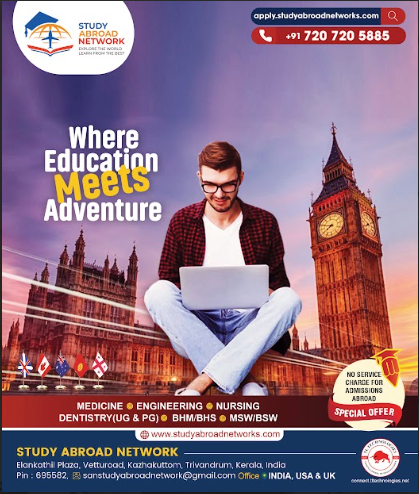 STUDY
ABROAD
NETWORK
EXPLORE THE WORLD
LEARN FROM THE BEST
apply.studyabroadnetworks.com
+91 720 720 5885
Where
Education
Meets
Adventure
NO SERVICE
CHARGE FOR
ADMISSIONS
ABROAD
SPECIAL OFFER
MEDICINE ENGINEERING NURSING
DENTISTRY(UG & PG) BHM/BHS MSW/BSW
www.studyabroadnetworks.com
STUDY ABROAD NETWORK
Elankathil Plaza, Vetturoad, Kazhakuttom, Trivandrum, Kerala, India
Pin : 695582, sanstudyabroadnetwork@gmail.com Office INDIA, USA & UK